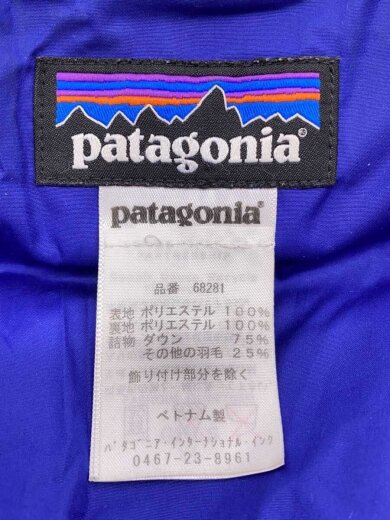 patagonia®
patagonia®
品番 68281
表地 ポリエステル 100%
裏地 ポリエステル 100%
詰物 ダウン 75%
その他の羽毛 25%
飾り付け部分を除く
ベトナム製
パタゴニア・インターナショナル・インク
0467-23-8961